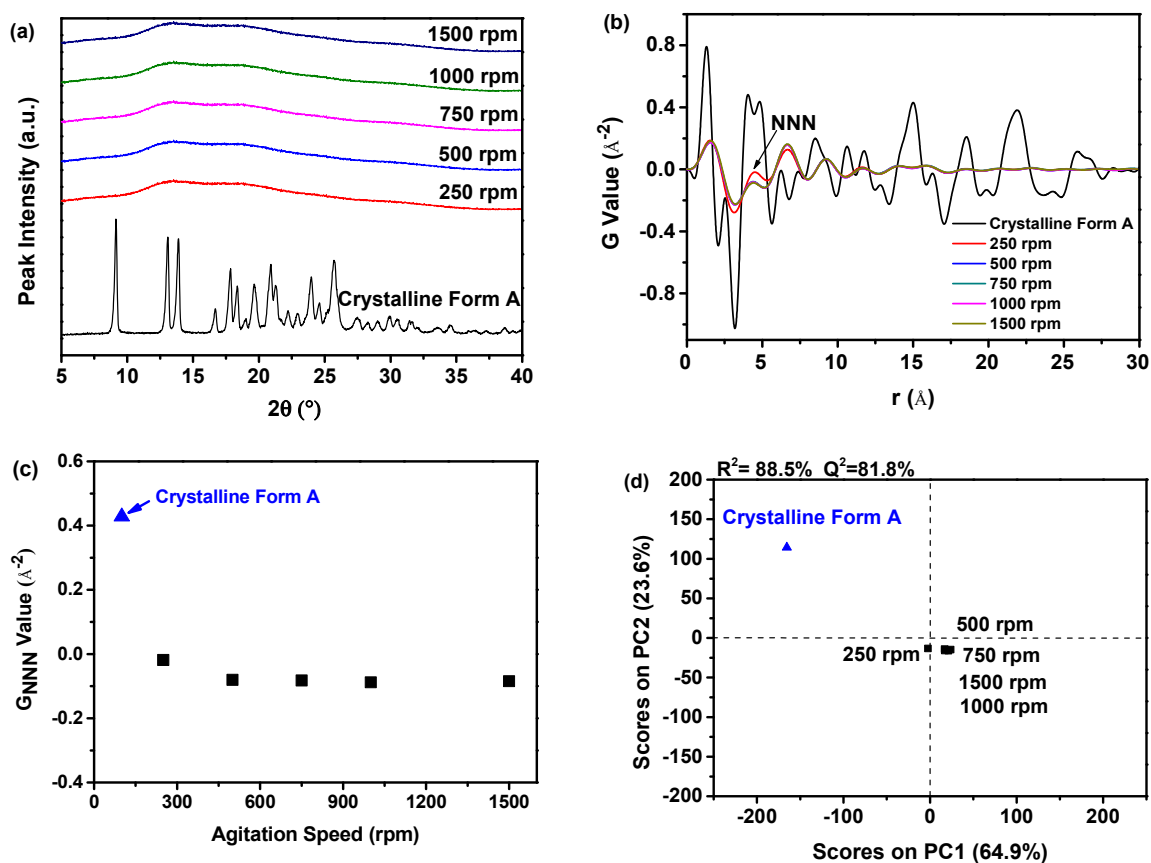 (a)
1500 rpm
1000 rpm
750 rpm
500 rpm
250 rpm
Crystalline Form A
Peak Intensity (a.u.)
5 10 15 20 25 30 35 40
2θ (°)
(b)
0.8
0.4
0.0
-0.4
-0.8
NNN
G Value (Å-2)
Crystalline Form A
250 rpm
500 rpm
750 rpm
1000 rpm
1500 rpm
0 5 10 15 20 25 30
r (Å)
(c)
0.6
0.4
0.2
0.0
-0.2
-0.4
Crystalline Form A
GNNN Value (Å-2)
0 300 600 900 1200 1500
Agitation Speed (rpm)
R2= 88.5% Q2=81.8%
(d)
200
150
100
50
0
-50
-100
-150
-200
Crystalline Form A
500 rpm
250 rpm
750 rpm
1500 rpm
1000 rpm
Scores on PC2 (23.6%)
-200 -100 0 100 200
Scores on PC1 (64.9%)